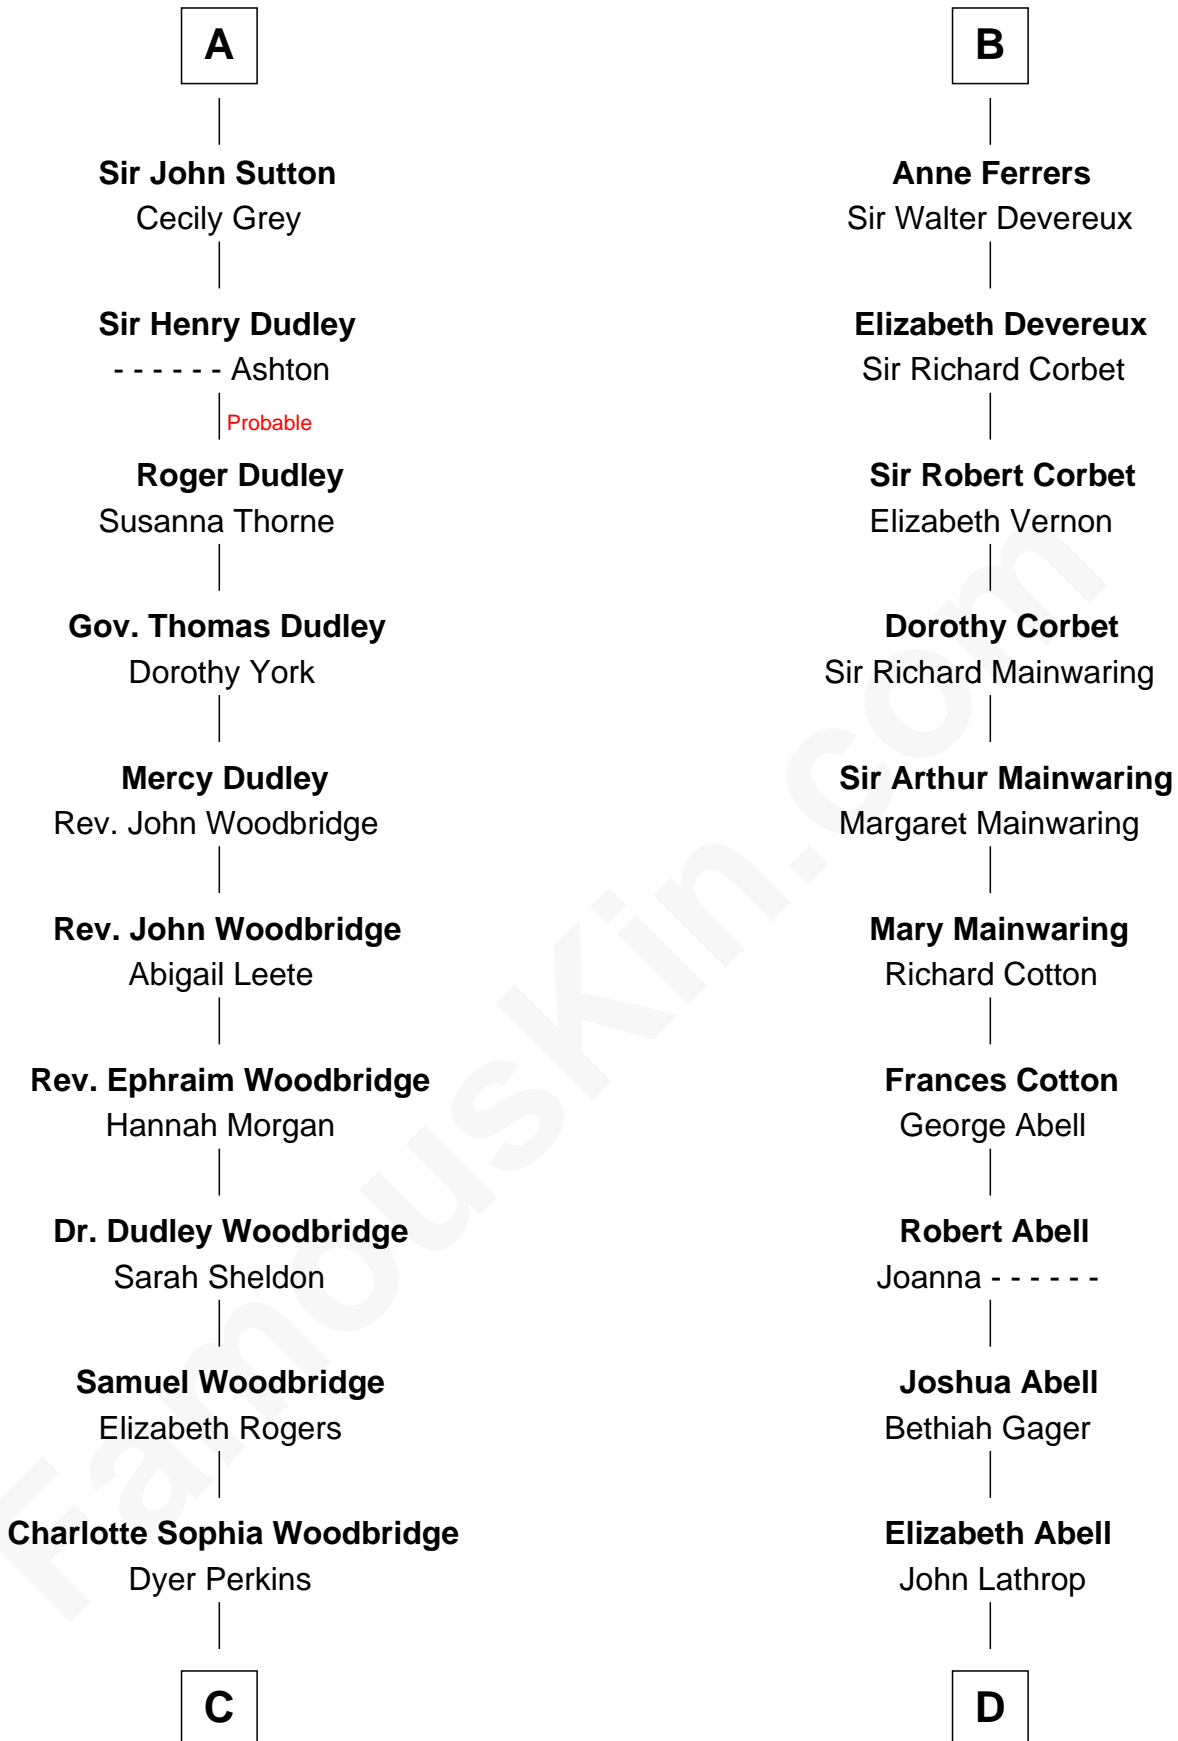 A
Sir John Sutton
Cecily Grey
Sir Henry Dudley
- - - - - - Ashton
Probable
Roger Dudley
Susanna Thorne
Gov. Thomas Dudley
Dorothy York
Mercy Dudley
Rev. John Woodbridge
Rev. John Woodbridge
Abigail Leete
Rev. Ephraim Woodbridge
Hannah Morgan
Dr. Dudley Woodbridge
Sarah Sheldon
Samuel Woodbridge
Elizabeth Rogers
Charlotte Sophia Woodbridge
Dyer Perkins
C
B
Anne Ferrers
Sir Walter Devereux
Elizabeth Devereux
Sir Richard Corbet
Sir Robert Corbet
Elizabeth Vernon
Dorothy Corbet
Sir Richard Mainwaring
Sir Arthur Mainwaring
Margaret Mainwaring
Mary Mainwaring
Richard Cotton
Frances Cotton
George Abell
Robert Abell
Joanna - - - - - -
Joshua Abell
Bethiah Gager
Elizabeth Abell
John Lathrop
D
FamousKin.com